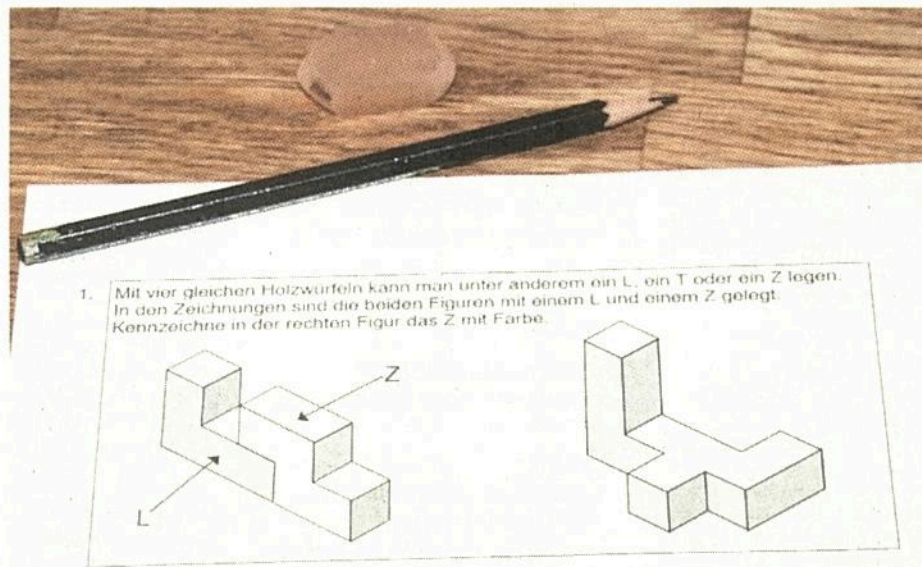 1. Mit vier gleichen Holzwürfeln kann man unter anderem ein L, ein T oder ein Z legen.
In den Zeichnungen sind die beiden Figuren mit einem L und einem Z gelegt.
Kennzeichne in der rechten Figur das Z mit Farbe.
Z
L